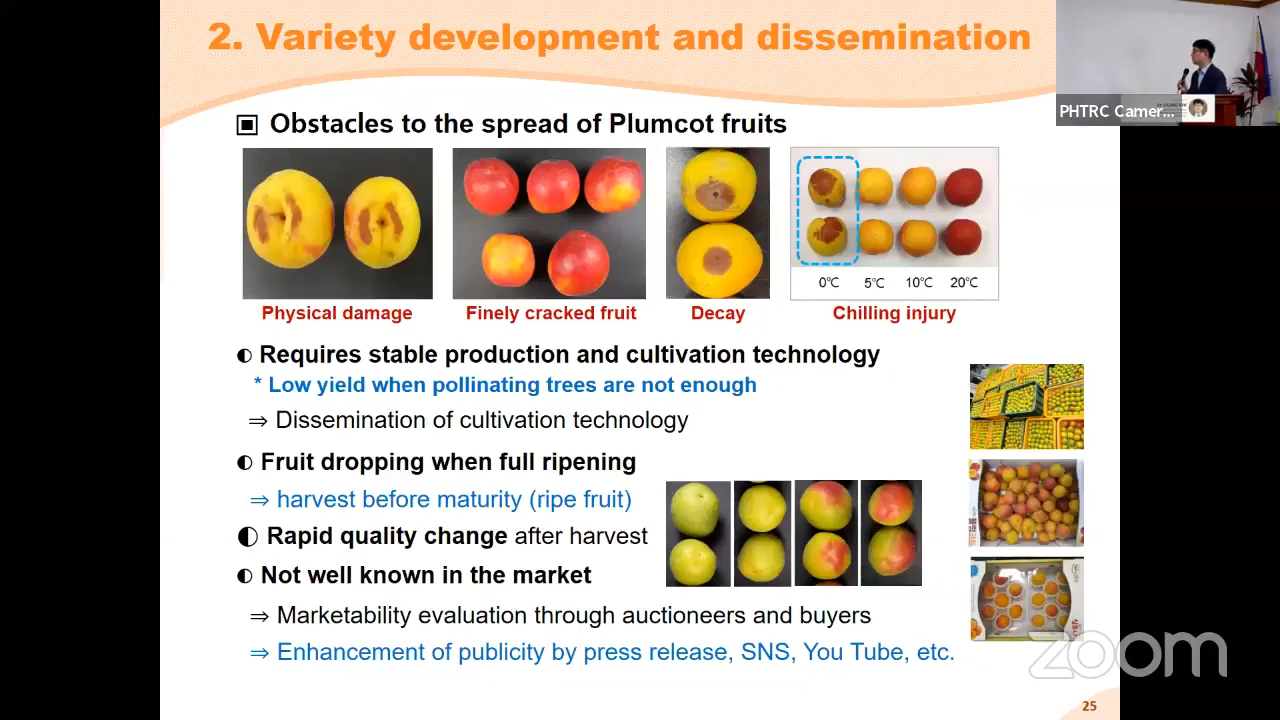 2. Variety development and dissemination
PHTRC Camer...
▣ Obstacles to the spread of Plumcot fruits
0℃ 5℃ 10℃ 20℃
Physical damage
Finely cracked fruit
Decay
Chilling injury
◐ Requires stable production and cultivation technology
* Low yield when pollinating trees are not enough
⇒ Dissemination of cultivation technology
◐ Fruit dropping when full ripening
⇒ harvest before maturity (ripe fruit)
◐ Rapid quality change after harvest
◐ Not well known in the market
⇒ Marketability evaluation through auctioneers and buyers
⇒ Enhancement of publicity by press release, SNS, You Tube, etc.
zoom
25